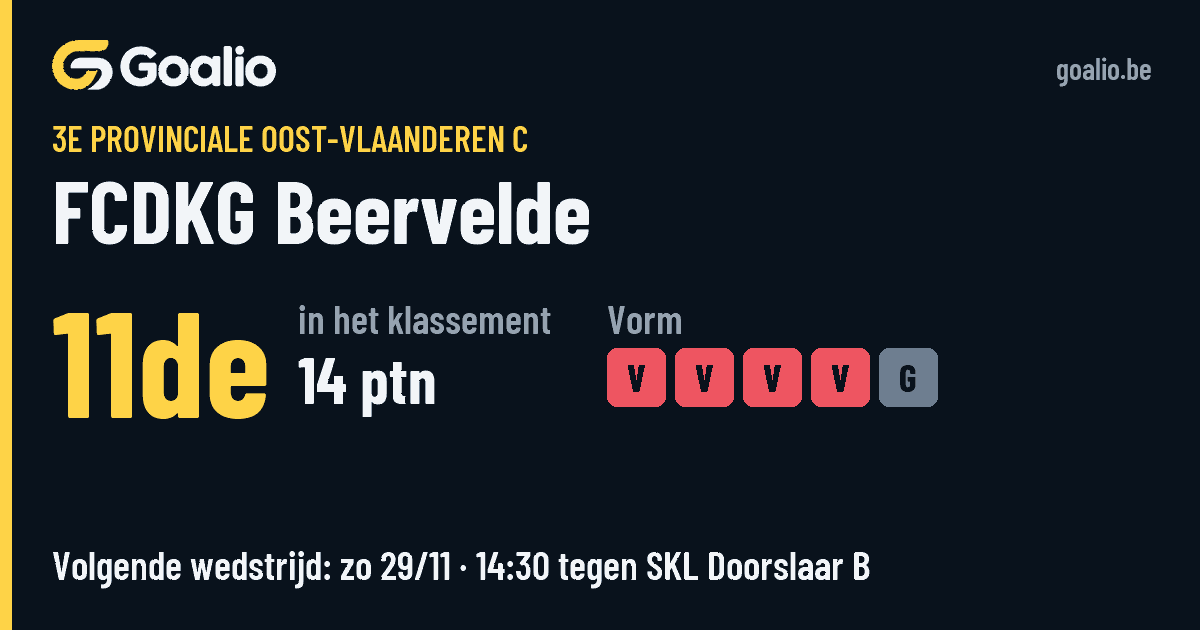 Goalio
goalio.be
3E PROVINCIALE OOST-VLAANDEREN C
FCDKG Beervelde
11de
in het klassement
14 ptn
Vorm
V V V V G
Volgende wedstrijd: zo 29/11 · 14:30 tegen SKL Doorslaar B